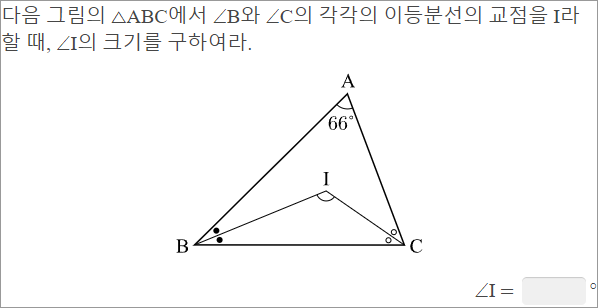 다음 그림의 △ABC에서 ∠B와 ∠C의 각각의 이등분선의 교점을 I라
할 때, ∠I의 크기를 구하여라.
A
66°
I
B
C
∠I = °